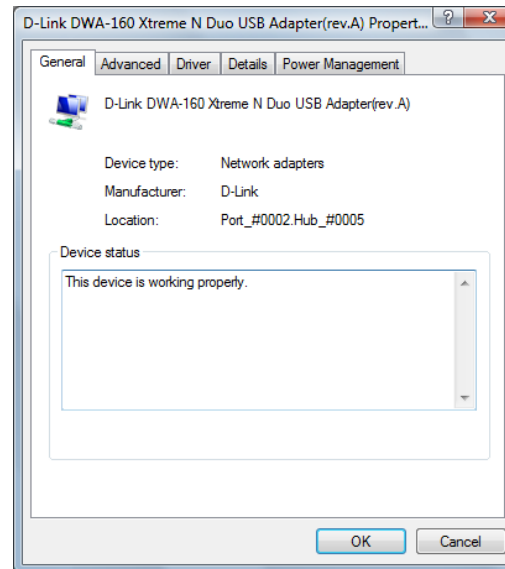 D-Link DWA-160 Xtreme N Duo USB Adapter(rev.A) Propert...
General Advanced Driver Details Power Management
D-Link DWA-160 Xtreme N Duo USB Adapter(rev.A)
Device type: Network adapters
Manufacturer: D-Link
Location: Port_#0002.Hub_#0005
Device status
This device is working properly.
OK Cancel